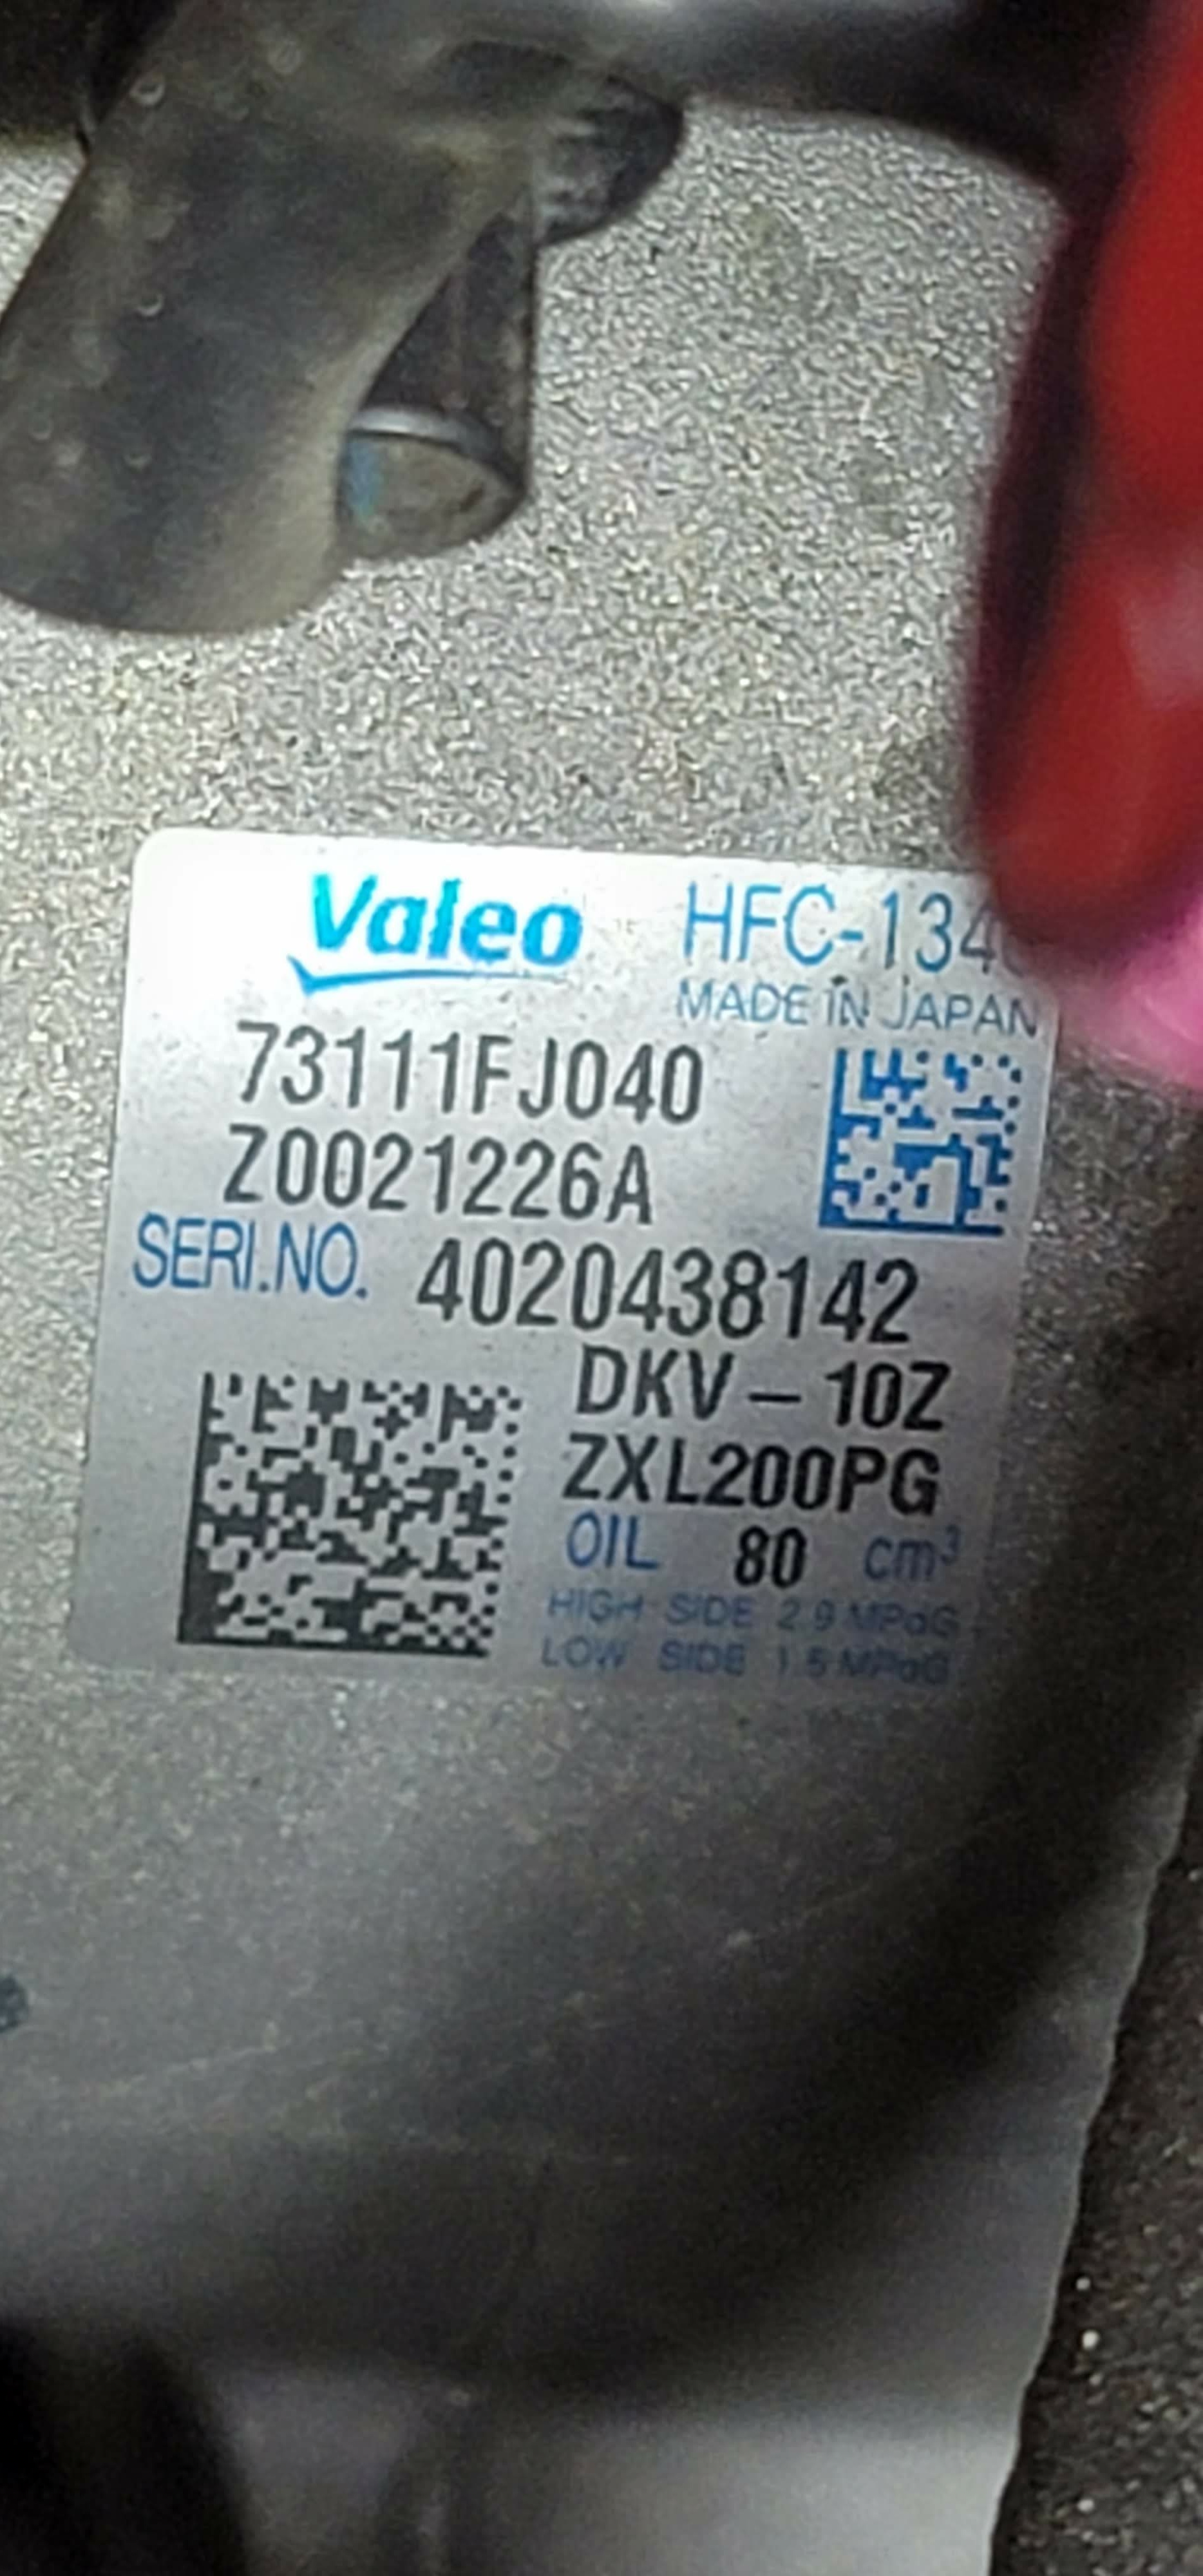 Valeo HFC-134
MADE IN JAPAN
73111FJ040
Z0021226A
SERI.NO. 4020438142
DKV-10Z
ZXL200PG
OIL 80 cm³
HIGH SIDE 2.9 MPaG
LOW SIDE 1.5 MPaG